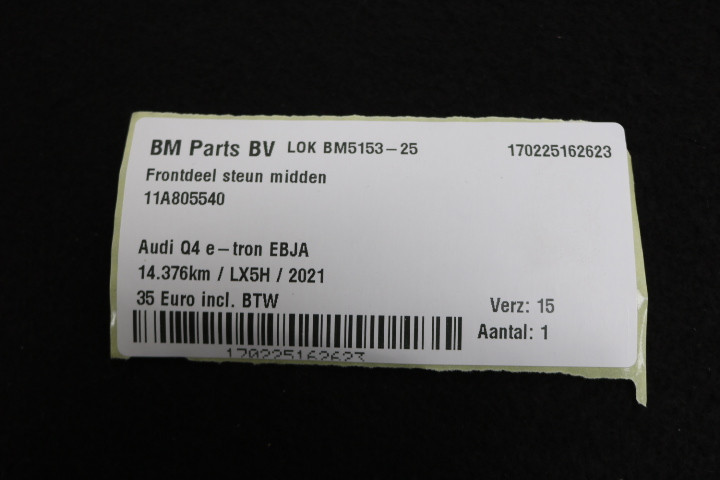 BM Parts BV LOK BM5153-25 170225162623
Frontdeel steun midden
11A805540
Audi Q4 e-tron EBJA
14.376km / LX5H / 2021
35 Euro incl. BTW
Verz: 15
Aantal: 1
170225162623